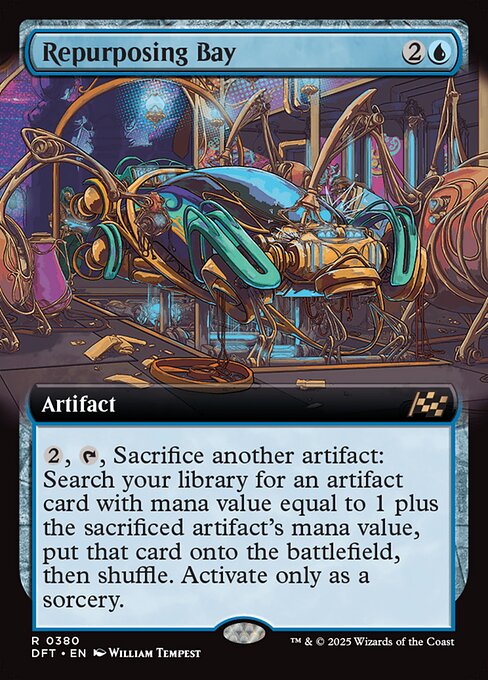 Repurposing Bay 2
Artifact
2, Sacrifice another artifact:
Search your library for an artifact
card with mana value equal to 1 plus
the sacrificed artifact's mana value,
put that card onto the battlefield,
then shuffle. Activate only as a
sorcery.
R 0380
DFT • EN WILLIAM TEMPEST
™ & © 2025 Wizards of the Coast